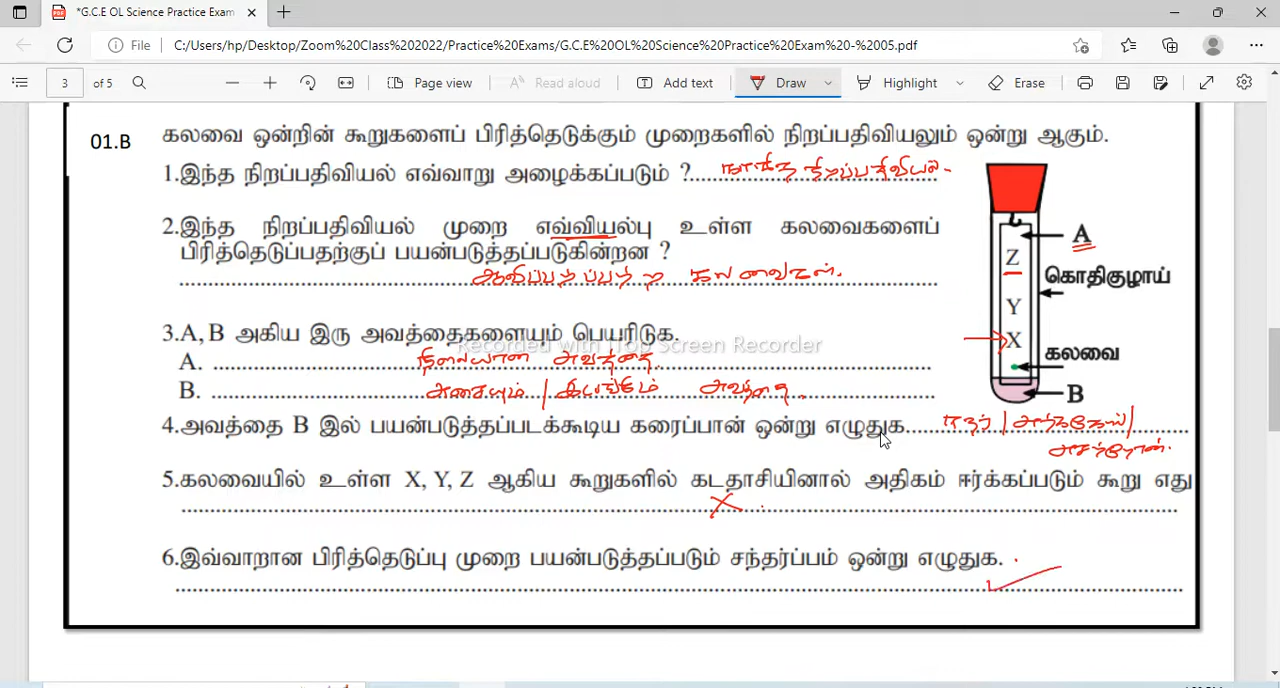 *G.C.E OL Science Practice Exam
File C:/Users/hp/Desktop/Zoom%20Class%202022/Practice%20Exams/G.C.E%20OL%20Science%20Practice%20Exam%20-%2005.pdf
3 of 5 Page view Read aloud Add text Draw Highlight Erase
01.B கலவை ஒன்றின் கூறுகளைப் பிரித்தெடுக்கும் முறைகளில் நிறப்பதிவியலும் ஒன்று ஆகும்.
1.இந்த நிறப்பதிவியல் எவ்வாறு அழைக்கப்படும் ?..............................
2.இந்த நிறப்பதிவியல் முறை எவ்வியல்பு உள்ள கலவைகளைப்
பிரித்தெடுப்பதற்குப் பயன்படுத்தப்படுகின்றன ?
கலவைகள்.
3.A, B அகிய இரு அவத்தைகளையும் பெயரிடுக.
A. நிலையான அவத்தை.
B. அசையும் / இயங்கும் அவத்தை.
4.அவத்தை B இல் பயன்படுத்தப்படக்கூடிய கரைப்பான் ஒன்று எழுதுக..........
5.கலவையில் உள்ள X, Y, Z ஆகிய கூறுகளில் கடதாசியினால் அதிகம் ஈர்க்கப்படும் கூறு எது
X
6.இவ்வாறான பிரித்தெடுப்பு முறை பயன்படுத்தப்படும் சந்தர்ப்பம் ஒன்று எழுதுக.
A
Z
கொதிகுழாய்
Y
X
கலவை
B
Recorded with iTop Screen Recorder